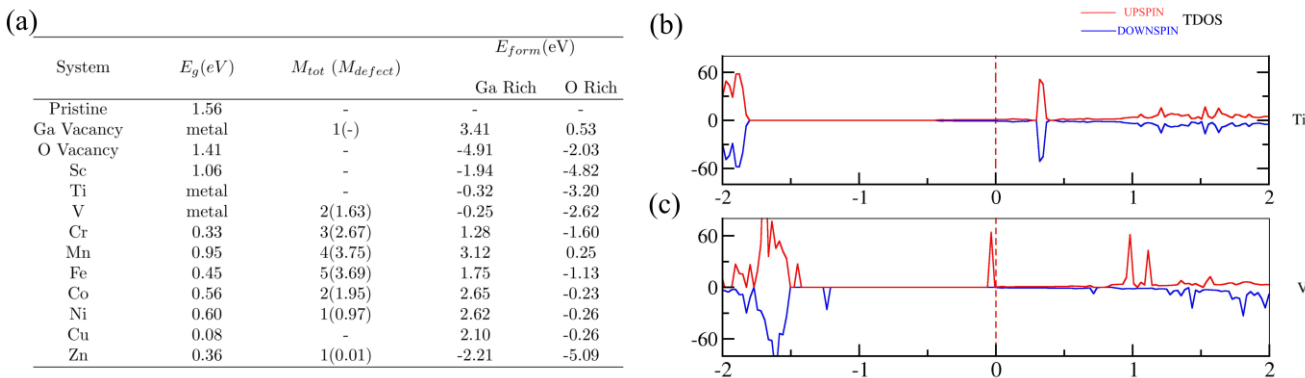 (a)
System E_g(eV) M_tot (M_defect) E_form(eV)
Ga Rich O Rich
Pristine 1.56 - - -
Ga Vacancy metal 1(-) 3.41 0.53
O Vacancy 1.41 - -4.91 -2.03
Sc 1.06 - -1.94 -4.82
Ti metal - -0.32 -3.20
V metal 2(1.63) -0.25 -2.62
Cr 0.33 3(2.67) 1.28 -1.60
Mn 0.95 4(3.75) 3.12 0.25
Fe 0.45 5(3.69) 1.75 -1.13
Co 0.56 2(1.95) 2.65 -0.23
Ni 0.60 1(0.97) 2.62 -0.26
Cu 0.08 - 2.10 -0.26
Zn 0.36 1(0.01) -2.21 -5.09
UPSPIN
DOWNSPIN
TDOS
(b)
60
0
-60
Ti
-2 -1 0 1 2
(c)
60
0
-60
V
-2 -1 0 1 2